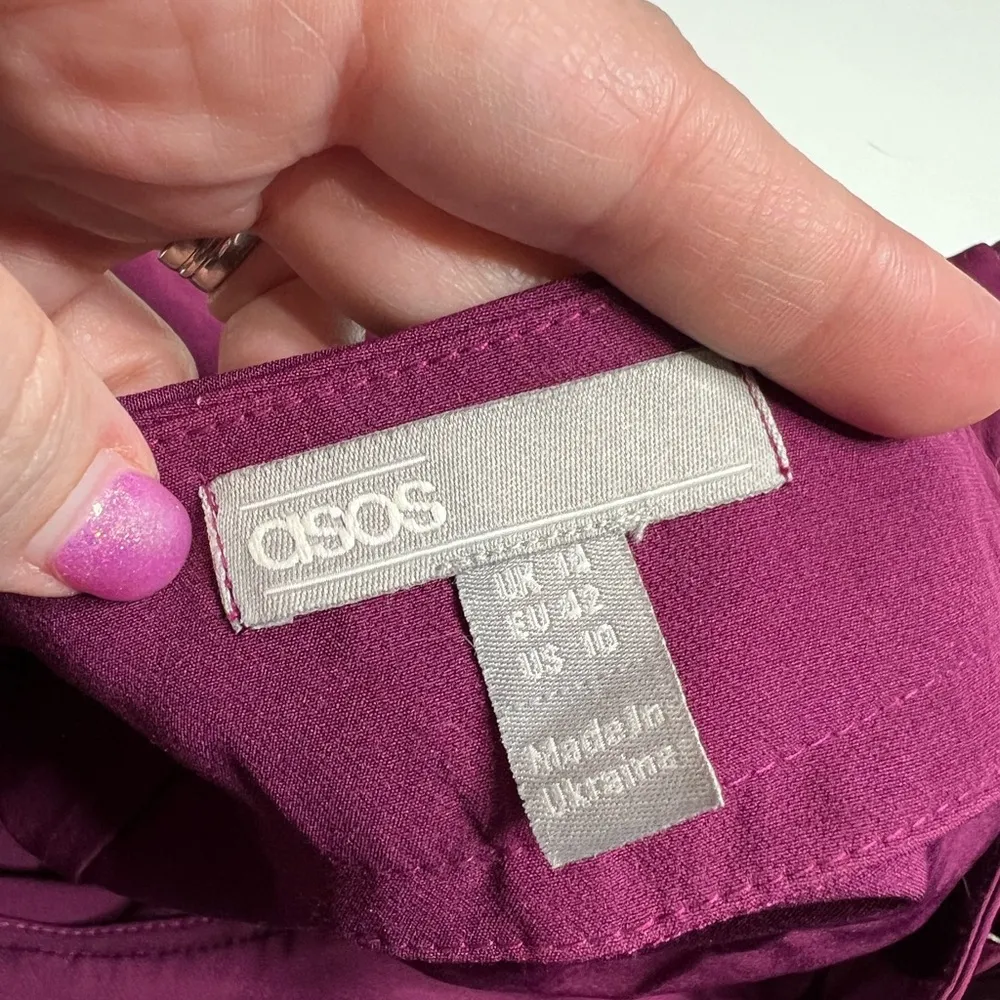 asos
UK 14
EU 42
US 10
Made In
Ukraine